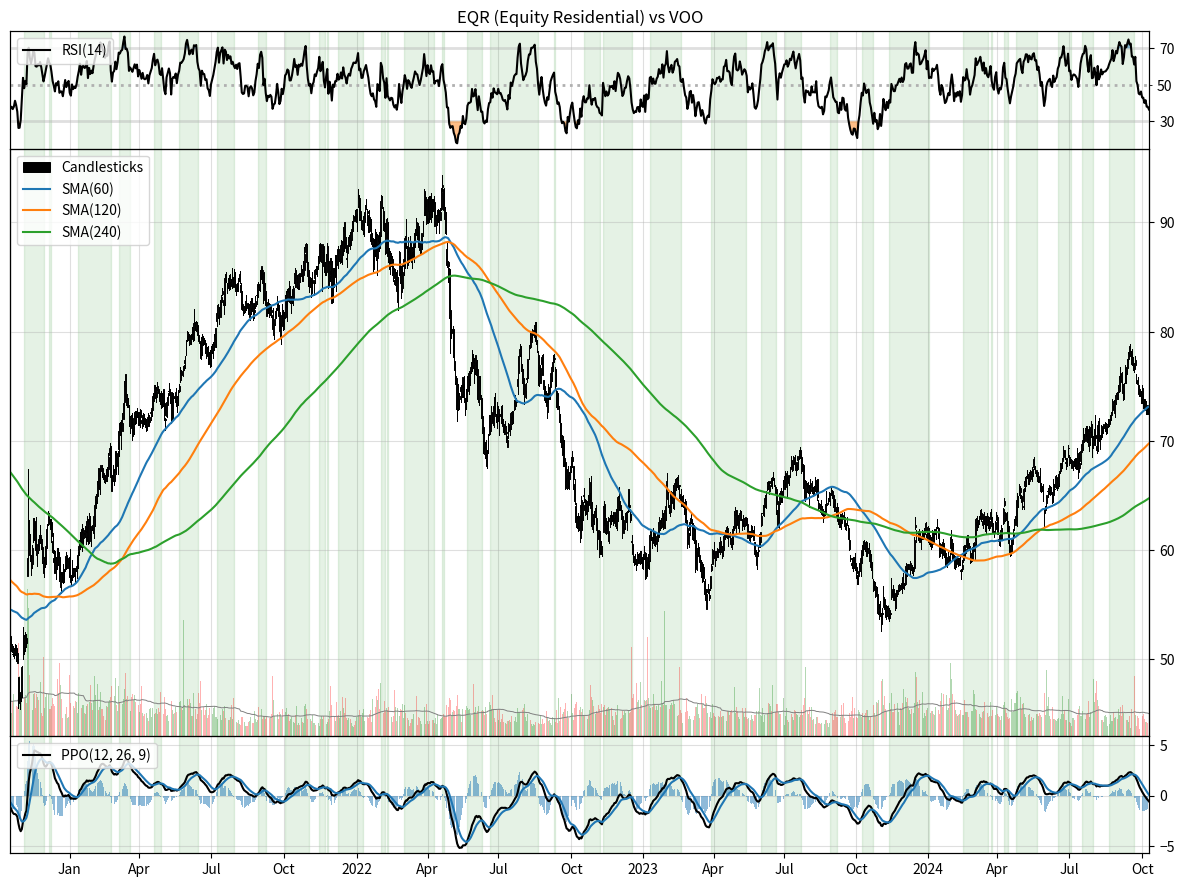 EQR (Equity Residential) vs VOO
RSI(14)
70
50
30
Candlesticks
SMA(60)
SMA(120)
SMA(240)
90
80
70
60
50
PPO(12, 26, 9)
5
0
−5
Jan Apr Jul Oct 2022 Apr Jul Oct 2023 Apr Jul Oct 2024 Apr Jul Oct